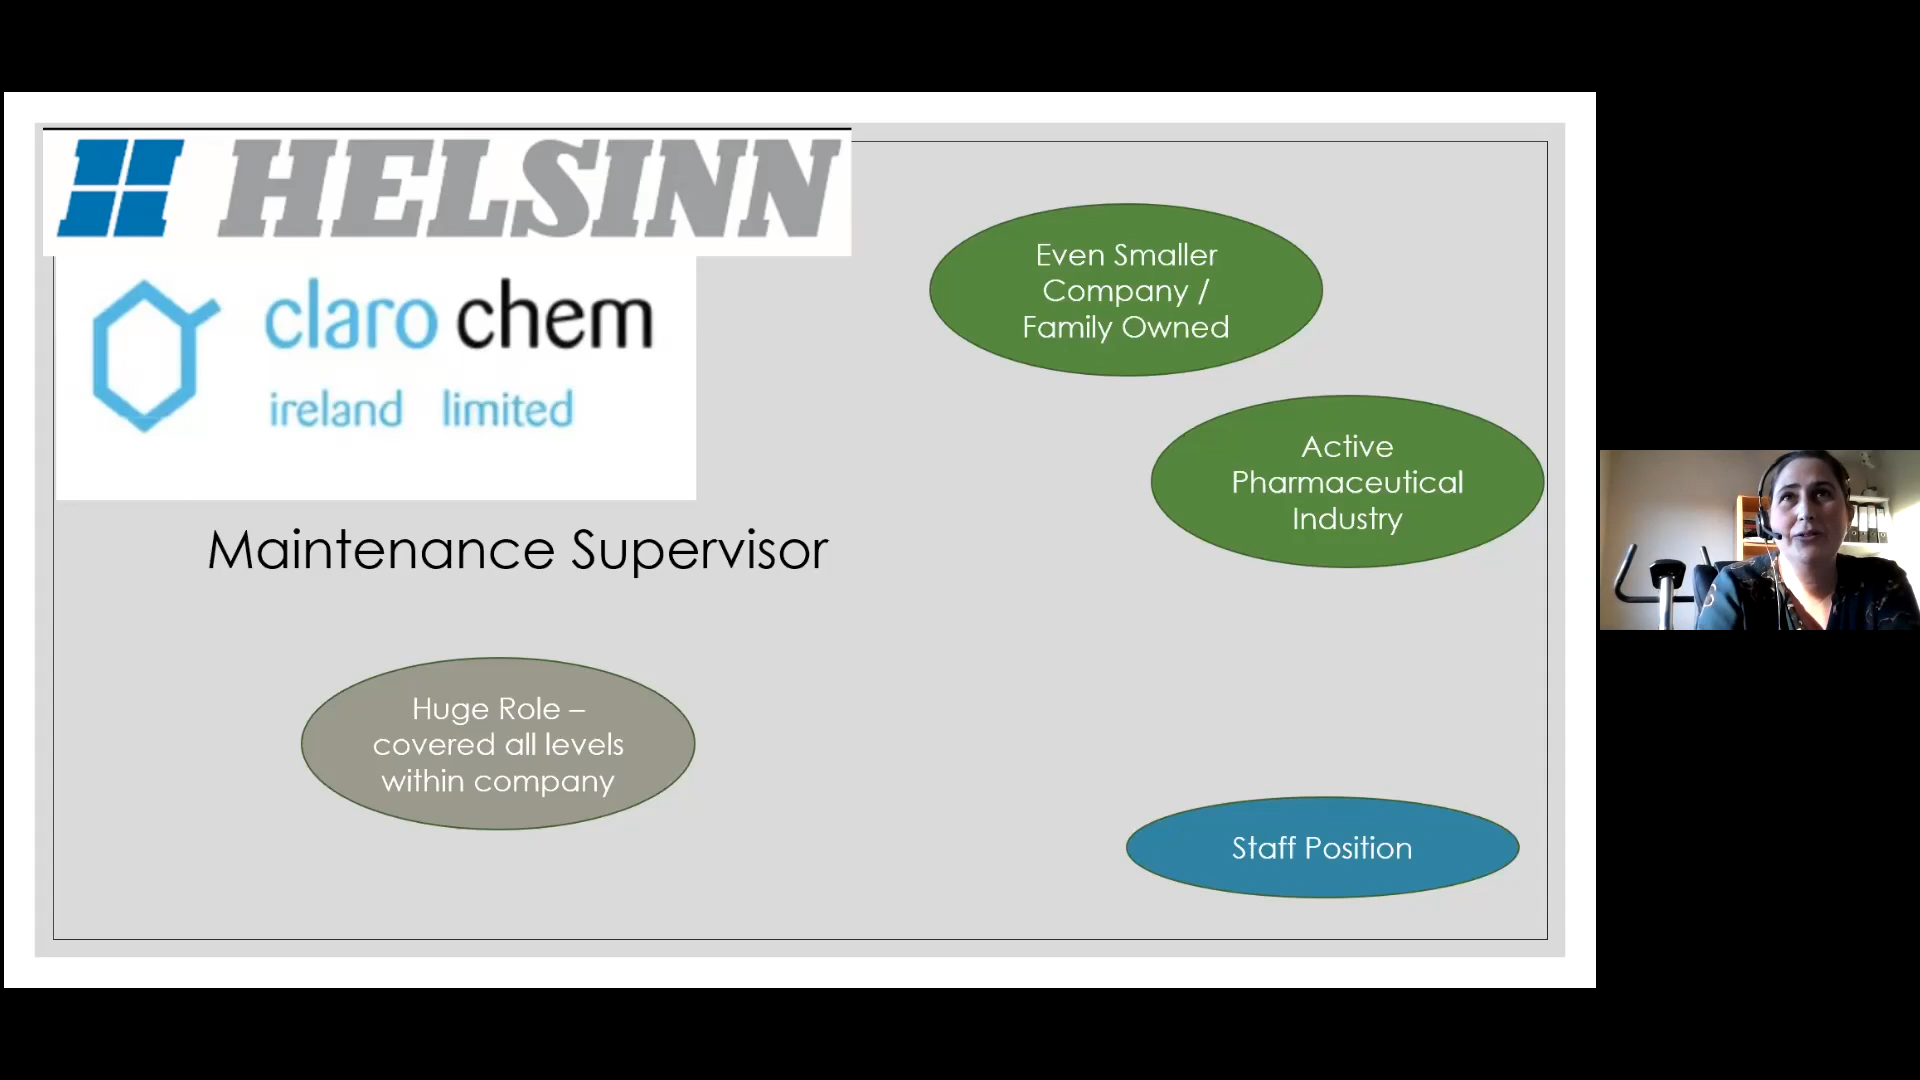 HELSINN
claro chem
ireland limited
Maintenance Supervisor
Even Smaller
Company /
Family Owned
Active
Pharmaceutical
Industry
Huge Role –
covered all levels
within company
Staff Position